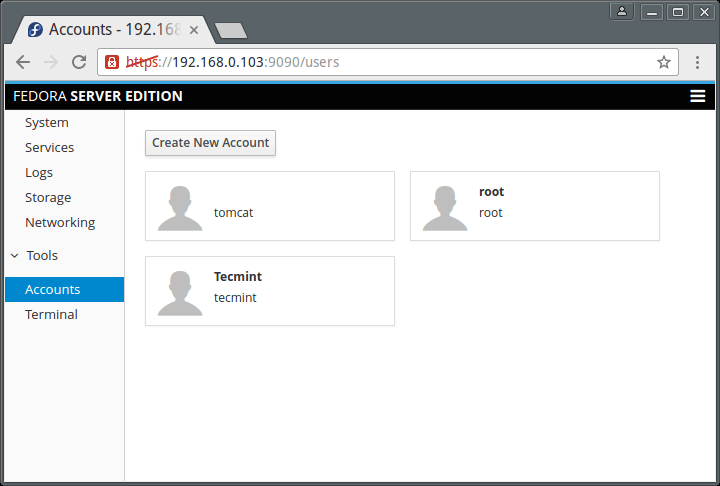 Accounts - 192.168
https://192.168.0.103:9090/users
FEDORA SERVER EDITION
System
Services
Logs
Storage
Networking
Tools
Accounts
Terminal
Create New Account
tomcat
root
root
Tecmint
tecmint